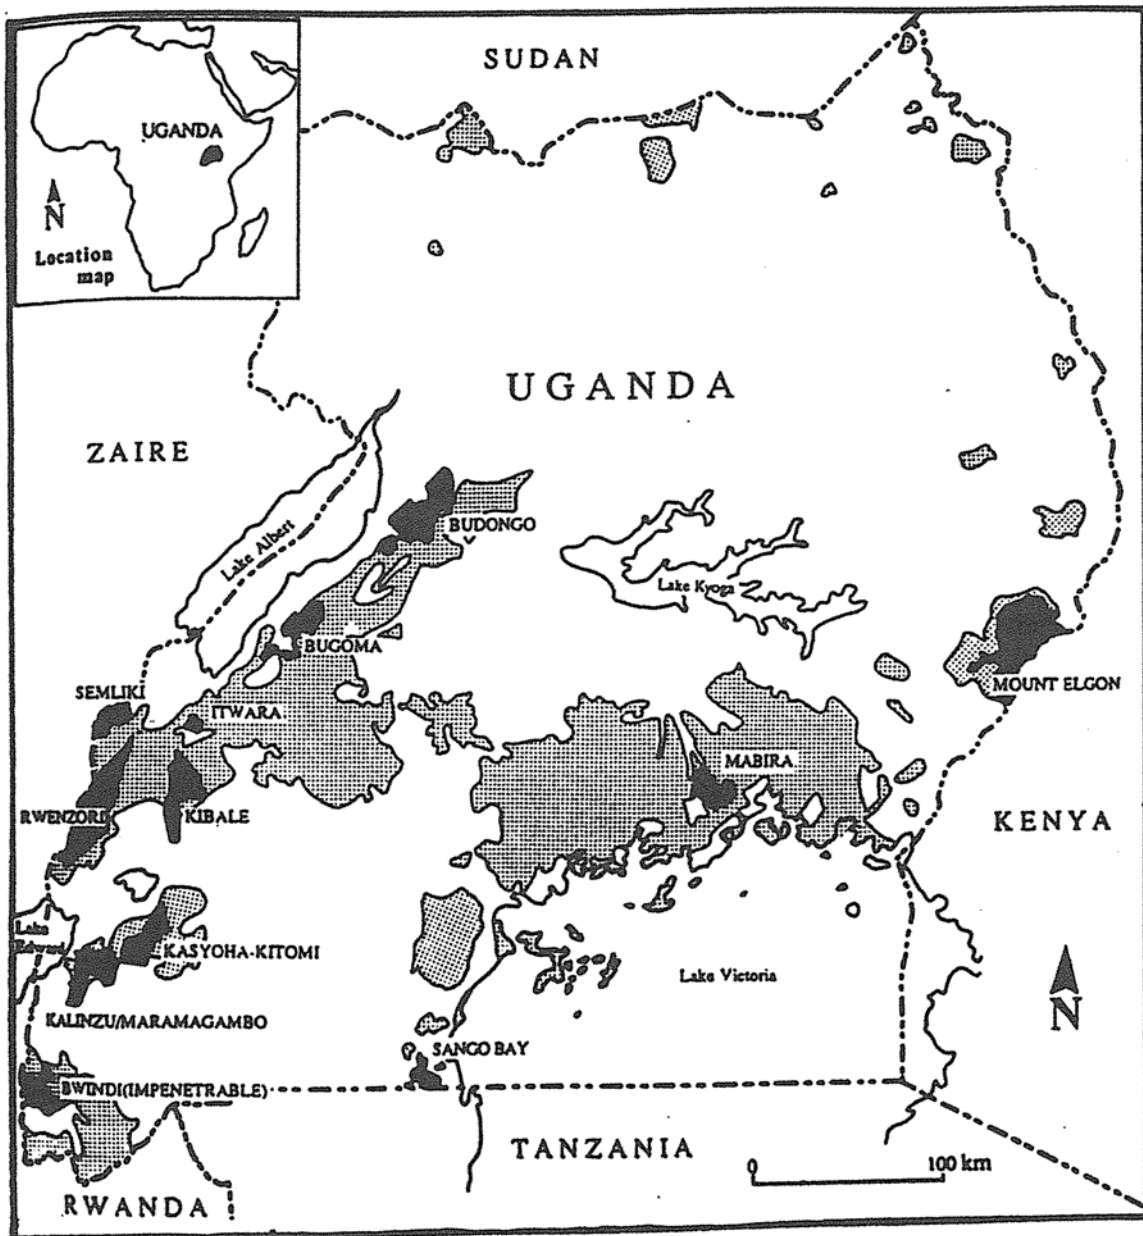 SUDAN
UGANDA
N
Location
map
UGANDA
ZAIRE
Lake Albert
BUDONGO
Lake Kyoga
BUGOMA
SEMLIKI
ITWARA
MOUNT ELGON
MABIRA
RWENZORI
KIBALE
KENYA
Lake
Edward
KASYOHA-KITOMI
Lake Victoria
KALINZU/MARAMAGAMBO
N
SANGO BAY
BWINDI(IMPENETRABLE)
TANZANIA
0 100 km
RWANDA